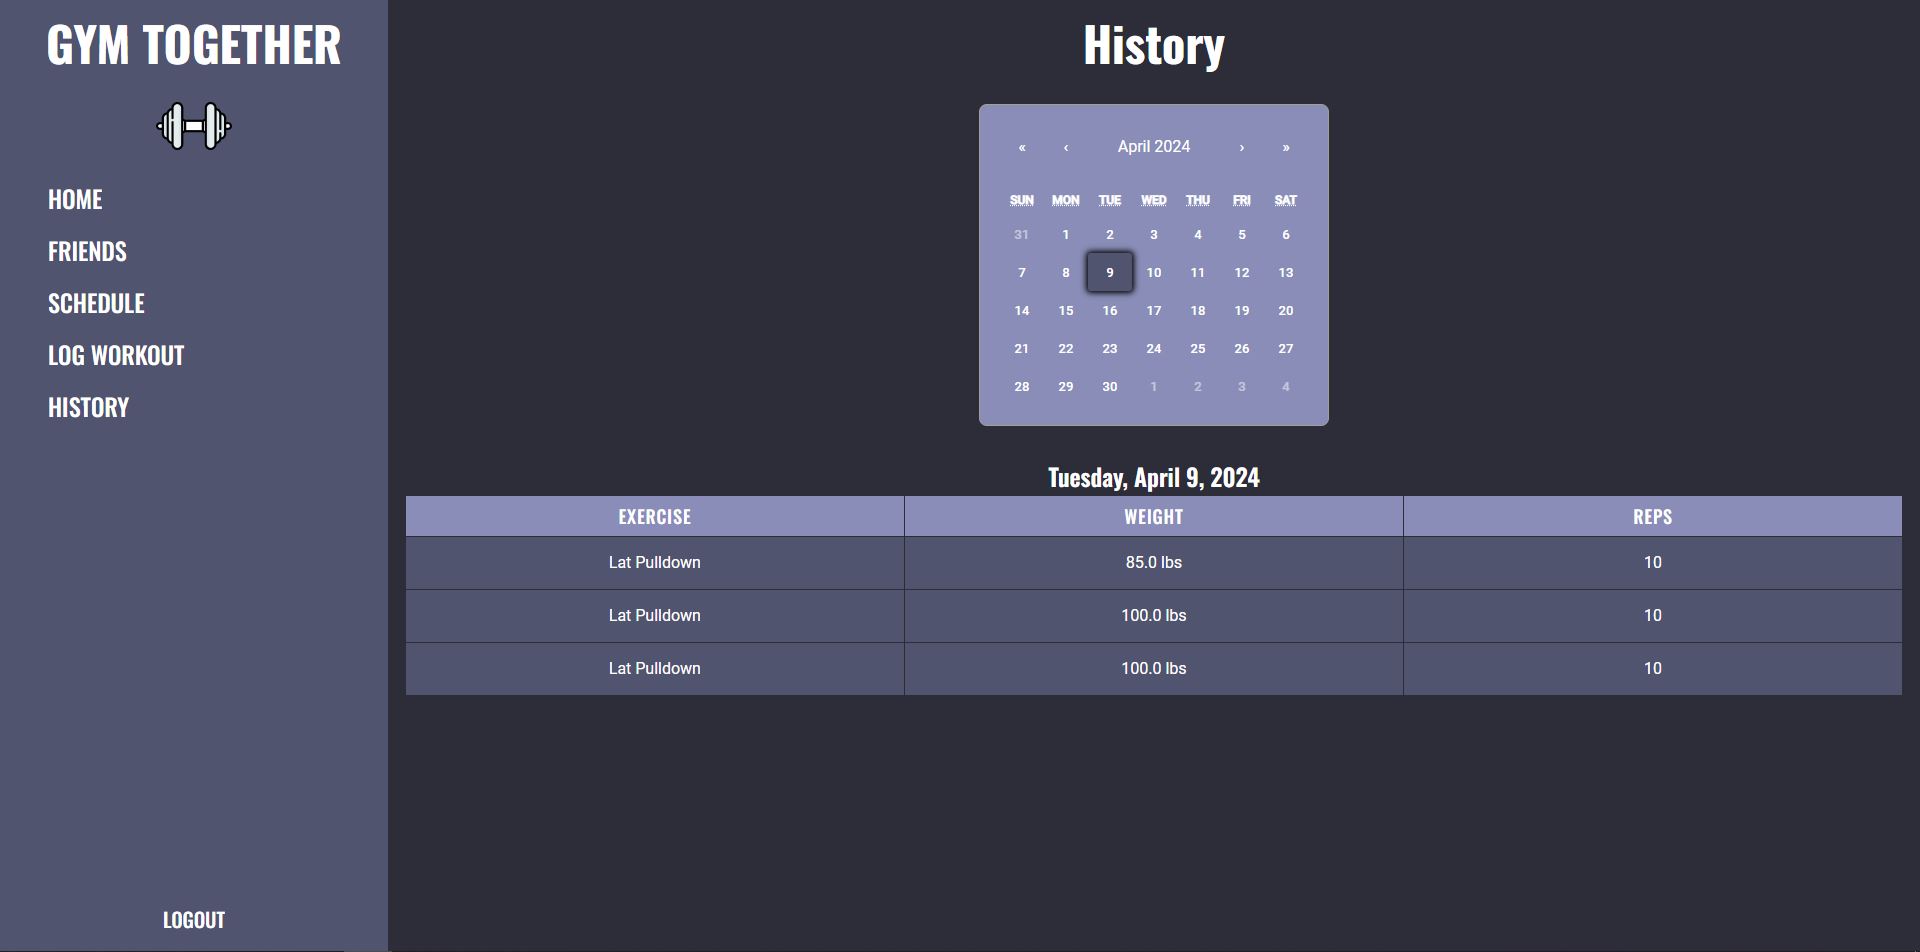 GYM TOGETHER
HOME
FRIENDS
SCHEDULE
LOG WORKOUT
HISTORY
LOGOUT
History
« ‹ April 2024 › »
SUN MON TUE WED THU FRI SAT
31 1 2 3 4 5 6
7 8 9 10 11 12 13
14 15 16 17 18 19 20
21 22 23 24 25 26 27
28 29 30 1 2 3 4
Tuesday, April 9, 2024
EXERCISE WEIGHT REPS
Lat Pulldown 85.0 lbs 10
Lat Pulldown 100.0 lbs 10
Lat Pulldown 100.0 lbs 10